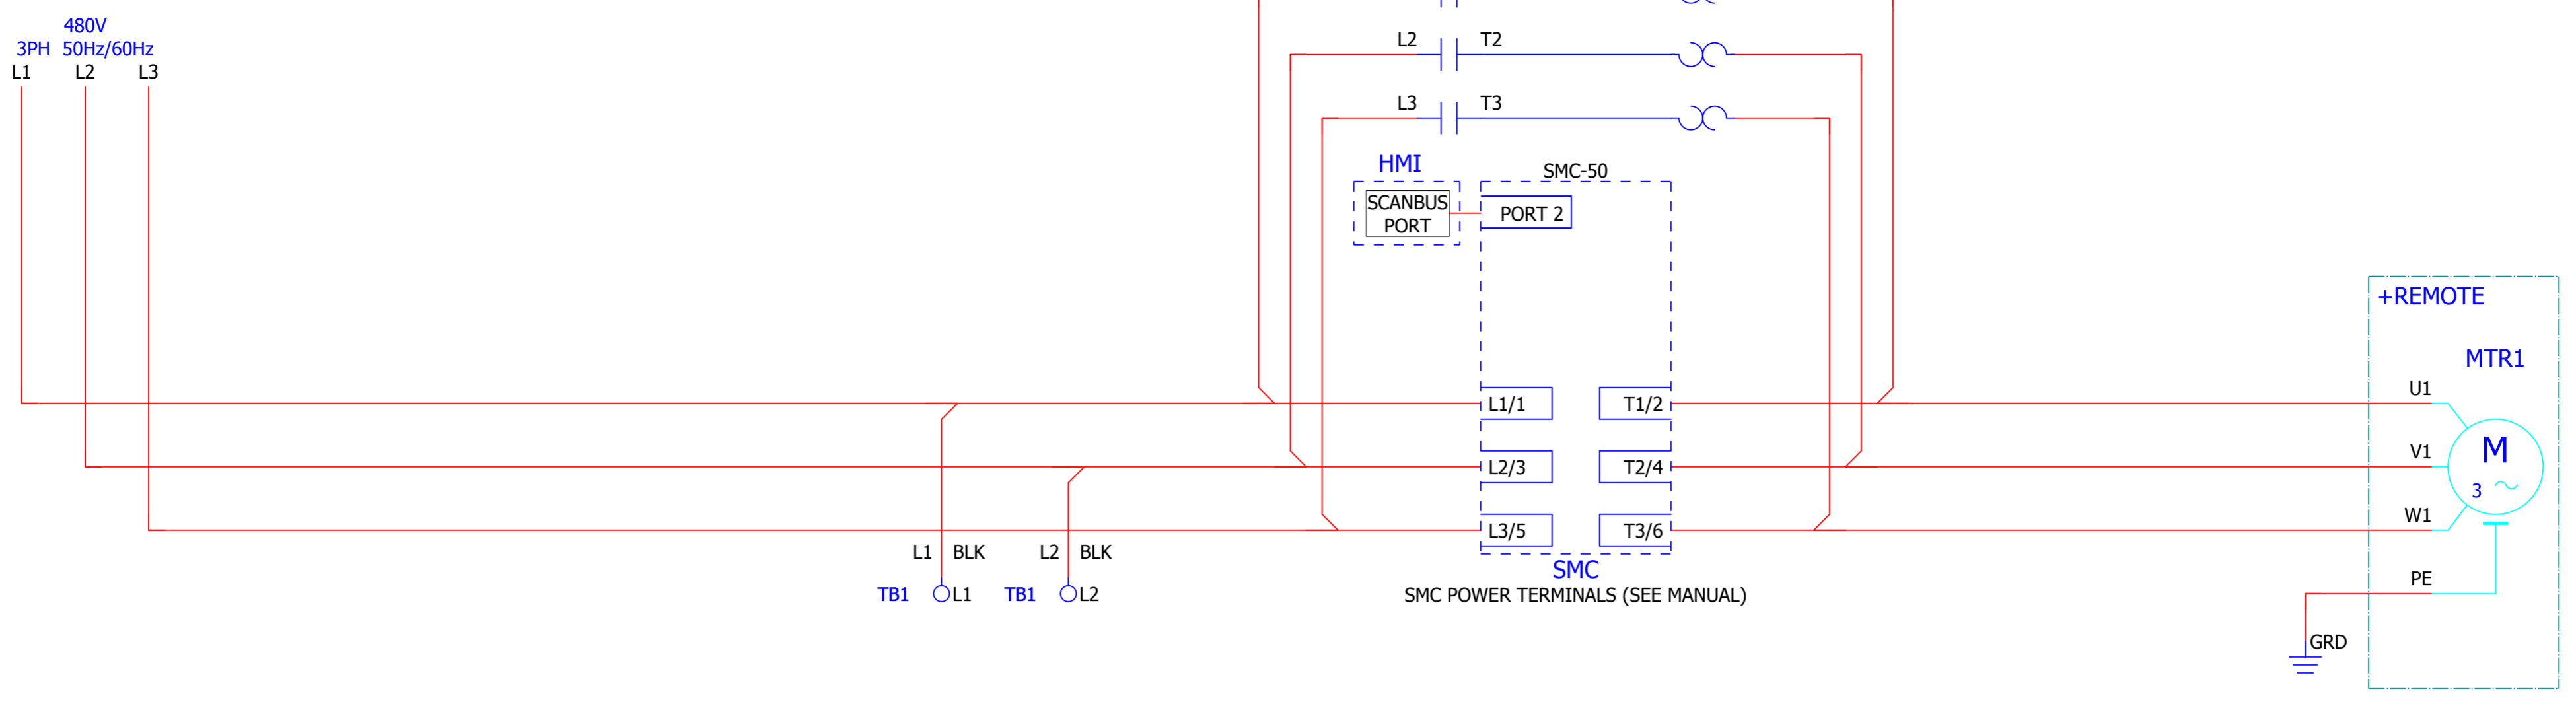 480V
3PH 50Hz/60Hz
L1 L2 L3
L2 T2
L3 T3
HMI
SMC-50
SCANBUS
PORT
PORT 2
+REMOTE
MTR1
U1
L1/1 T1/2
M
V1
L2/3 T2/4
3
W1
L3/5 T3/6
L1 BLK L2 BLK
SMC
PE
TB1 L1 TB1 L2
SMC POWER TERMINALS (SEE MANUAL)
GRD